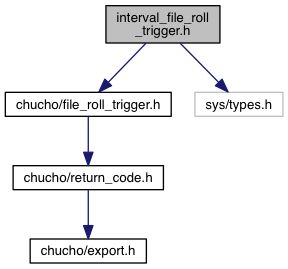 interval_file_roll
_trigger.h
chucho/file_roll_trigger.h
sys/types.h
chucho/return_code.h
chucho/export.h